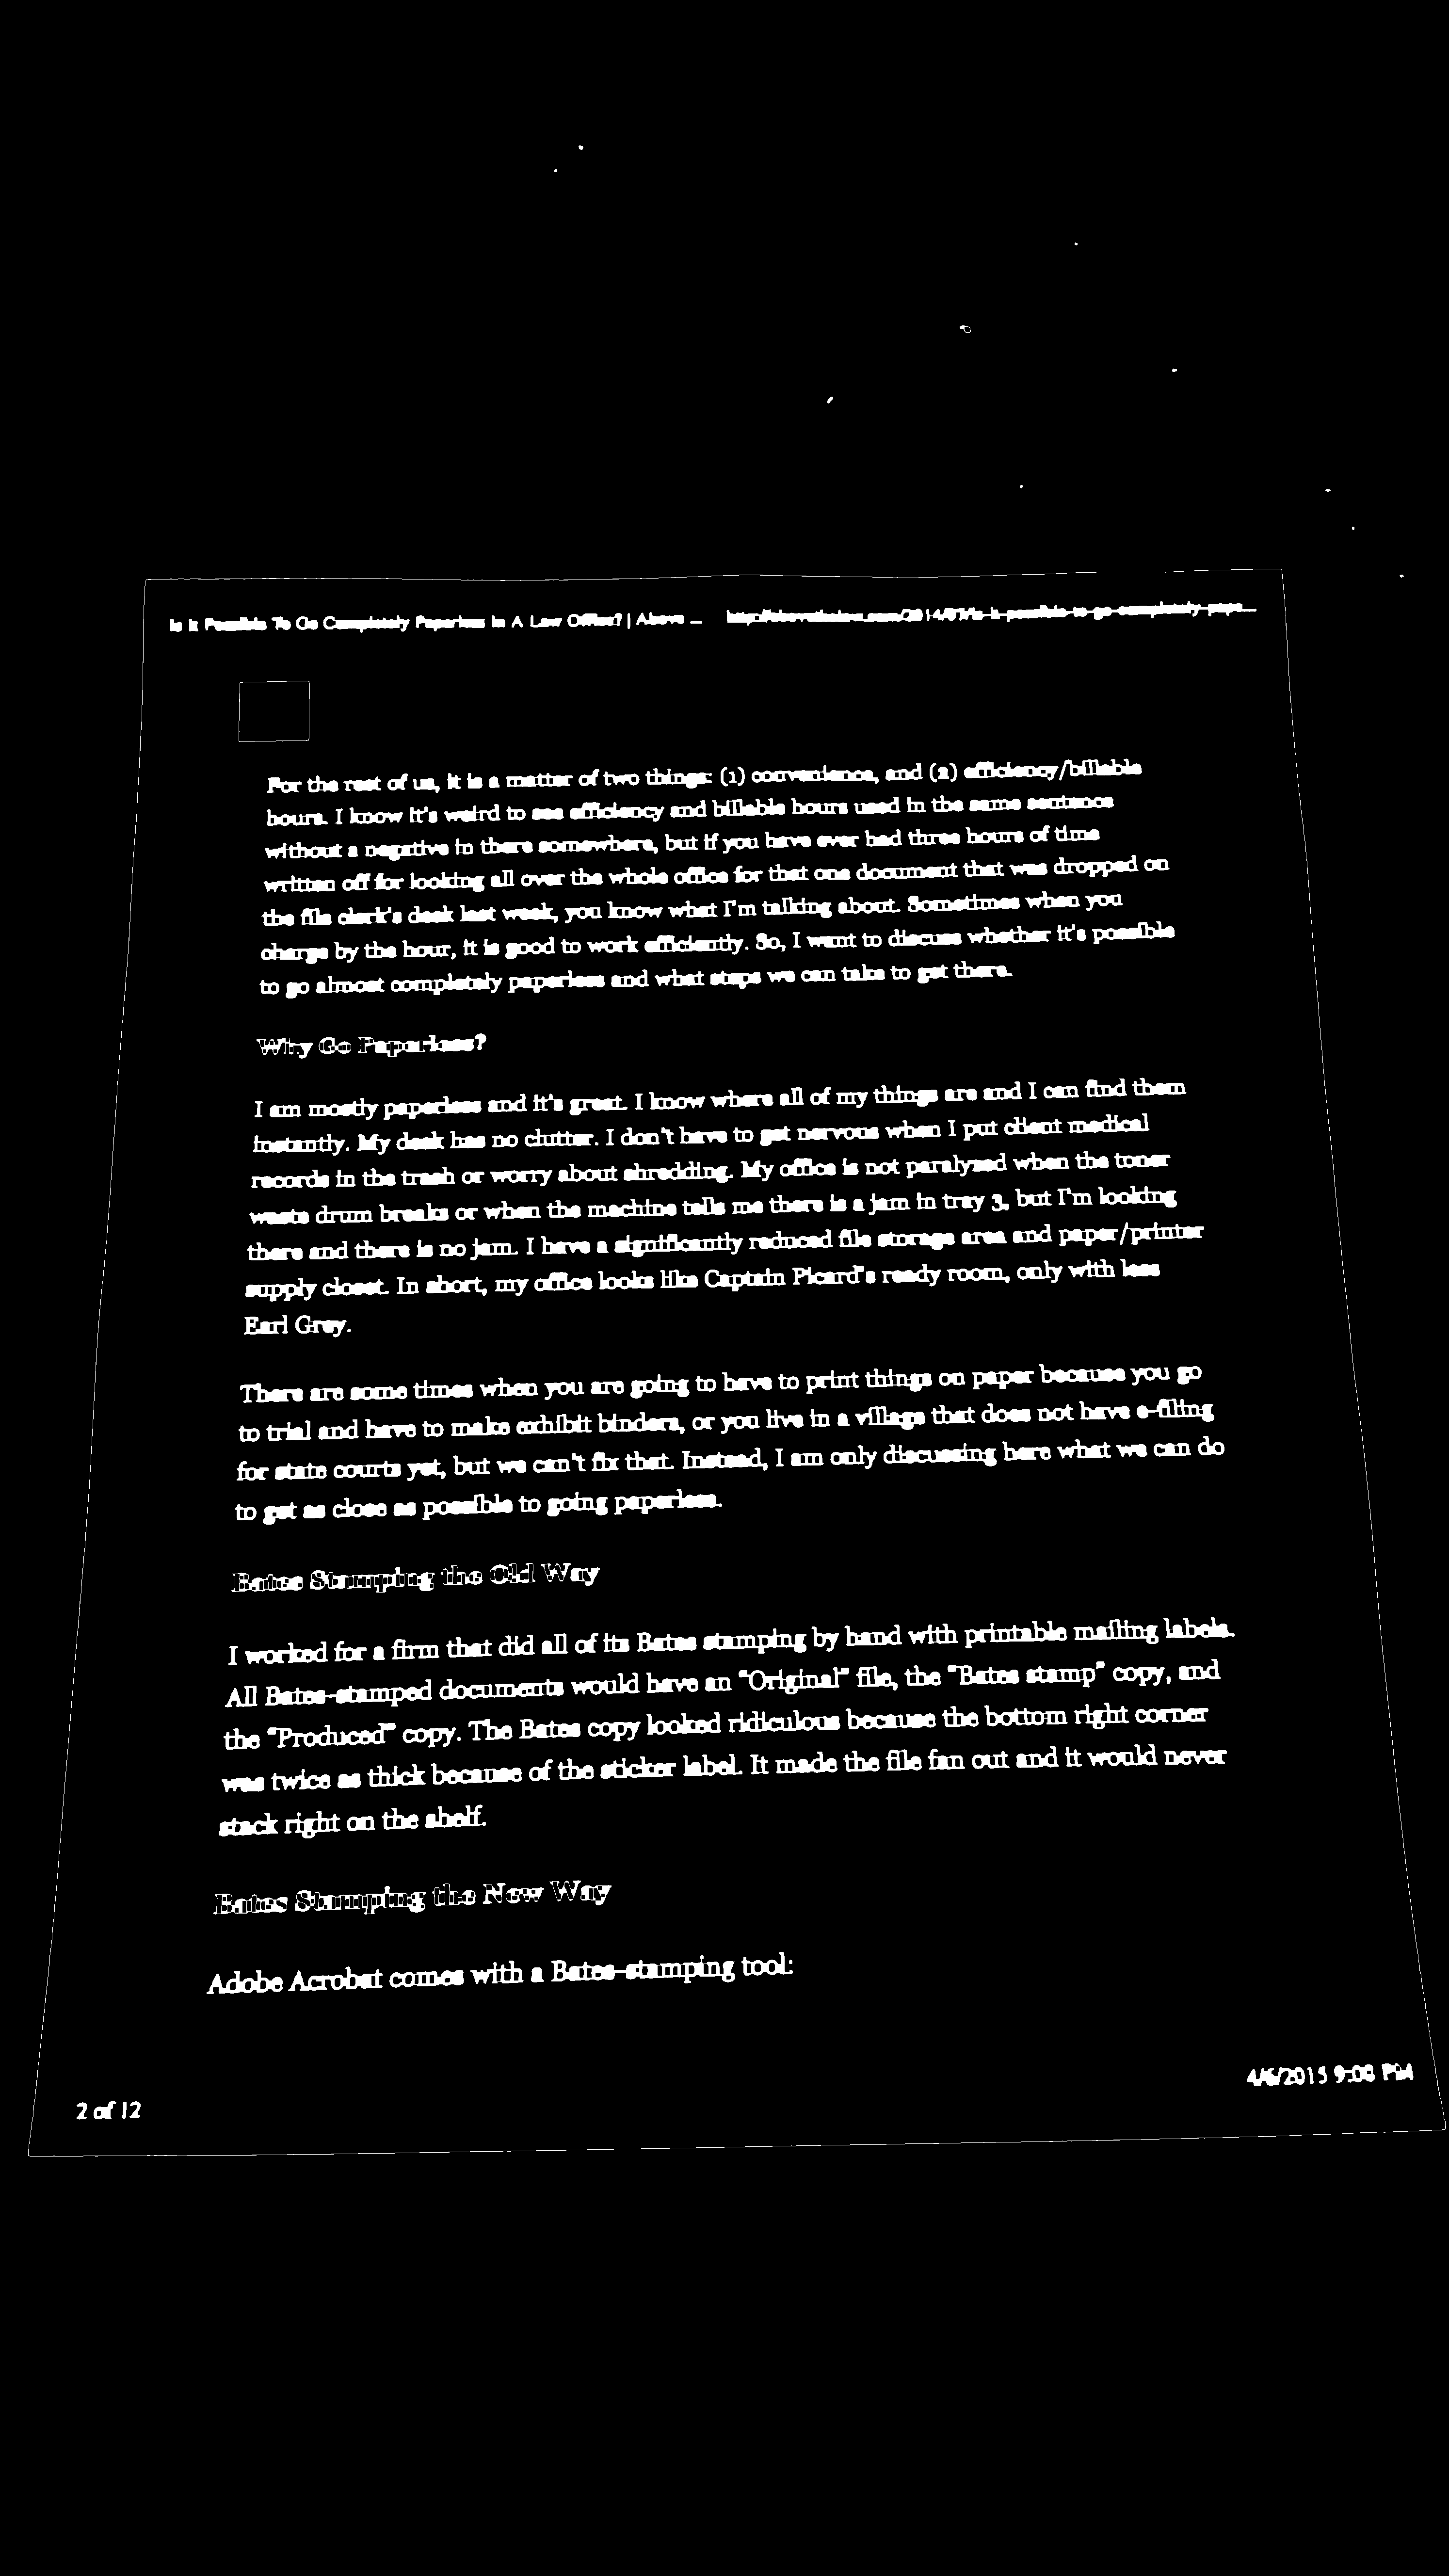 Is It Possible To Go Completely Paperless In A Law Office? | Above ... http://abovethelaw.com/2014/07/is-it-possible-to-go-completely-pape...
For the rest of us, it is a matter of two things: (1) convenience, and (2) efficiency/billable
hours. I know it's weird to see efficiency and billable hours used in the same sentence
without a negative in there somewhere, but if you have ever had three hours of time
written off for looking all over the whole office for that one document that was dropped on
the file clerk's desk last week, you know what I'm talking about. Sometimes when you
charge by the hour, it is good to work efficiently. So, I want to discuss whether it's possible
to go almost completely paperless and what steps we can take to get there.
Why Go Paperless?
I am mostly paperless and it's great. I know where all of my things are and I can find them
instantly. My desk has no clutter. I don't have to get nervous when I put client medical
records in the trash or worry about shredding. My office is not paralyzed when the toner
waste drum breaks or when the machine tells me there is a jam in tray 3, but I'm looking
there and there is no jam. I have a significantly reduced file storage area and paper/printer
supply closet. In short, my office looks like Captain Picard's ready room, only with less
Earl Grey.
There are some times when you are going to have to print things on paper because you go
to trial and have to make exhibit binders, or you live in a village that does not have e-filing
for state courts yet, but we can't fix that. Instead, I am only discussing here what we can do
to get as close as possible to going paperless.
Bates Stamping the Old Way
I worked for a firm that did all of its Bates stamping by hand with printable mailing labels.
All Bates-stamped documents would have an "Original" file, the "Bates stamp" copy, and
the "Produced" copy. The Bates copy looked ridiculous because the bottom right corner
was twice as thick because of the sticker label. It made the file fan out and it would never
stack right on the shelf.
Bates Stamping the New Way
Adobe Acrobat comes with a Bates-stamping tool:
2 of 12
4/6/2015 9:08 PM